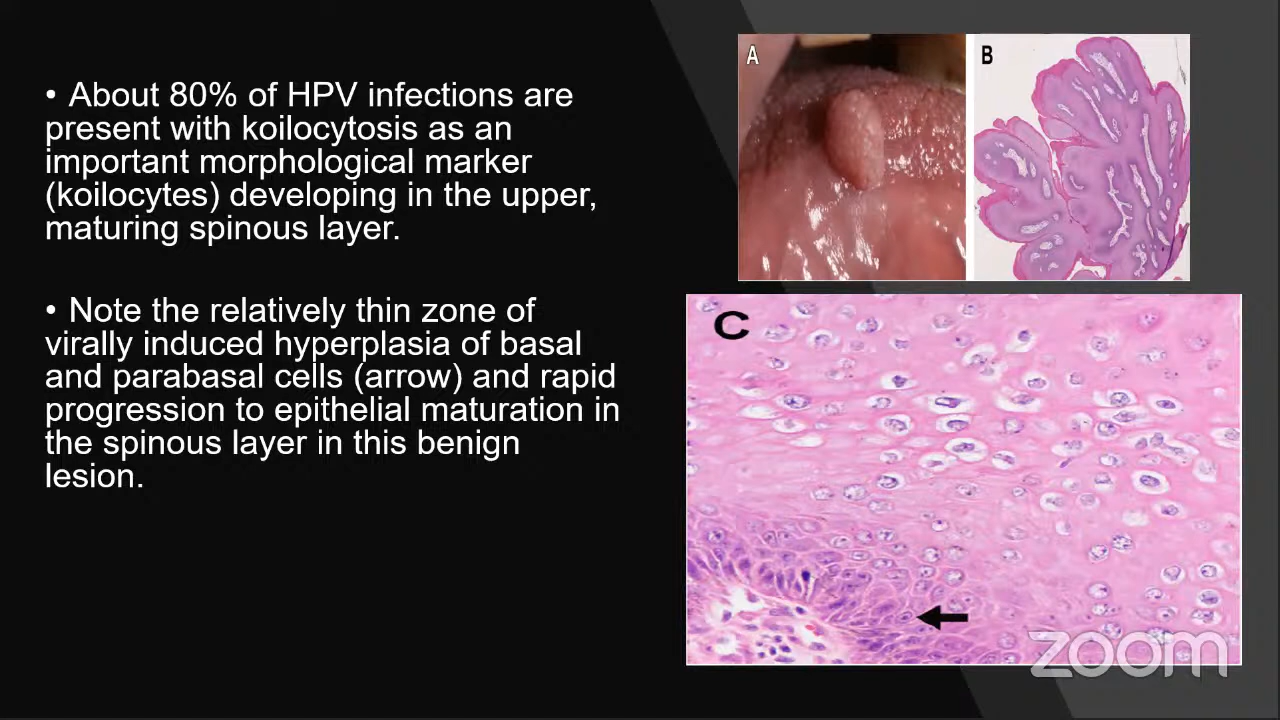 • About 80% of HPV infections are
present with koilocytosis as an
important morphological marker
(koilocytes) developing in the upper,
maturing spinous layer.
• Note the relatively thin zone of
virally induced hyperplasia of basal
and parabasal cells (arrow) and rapid
progression to epithelial maturation in
the spinous layer in this benign
lesion.
A
B
C
zoom